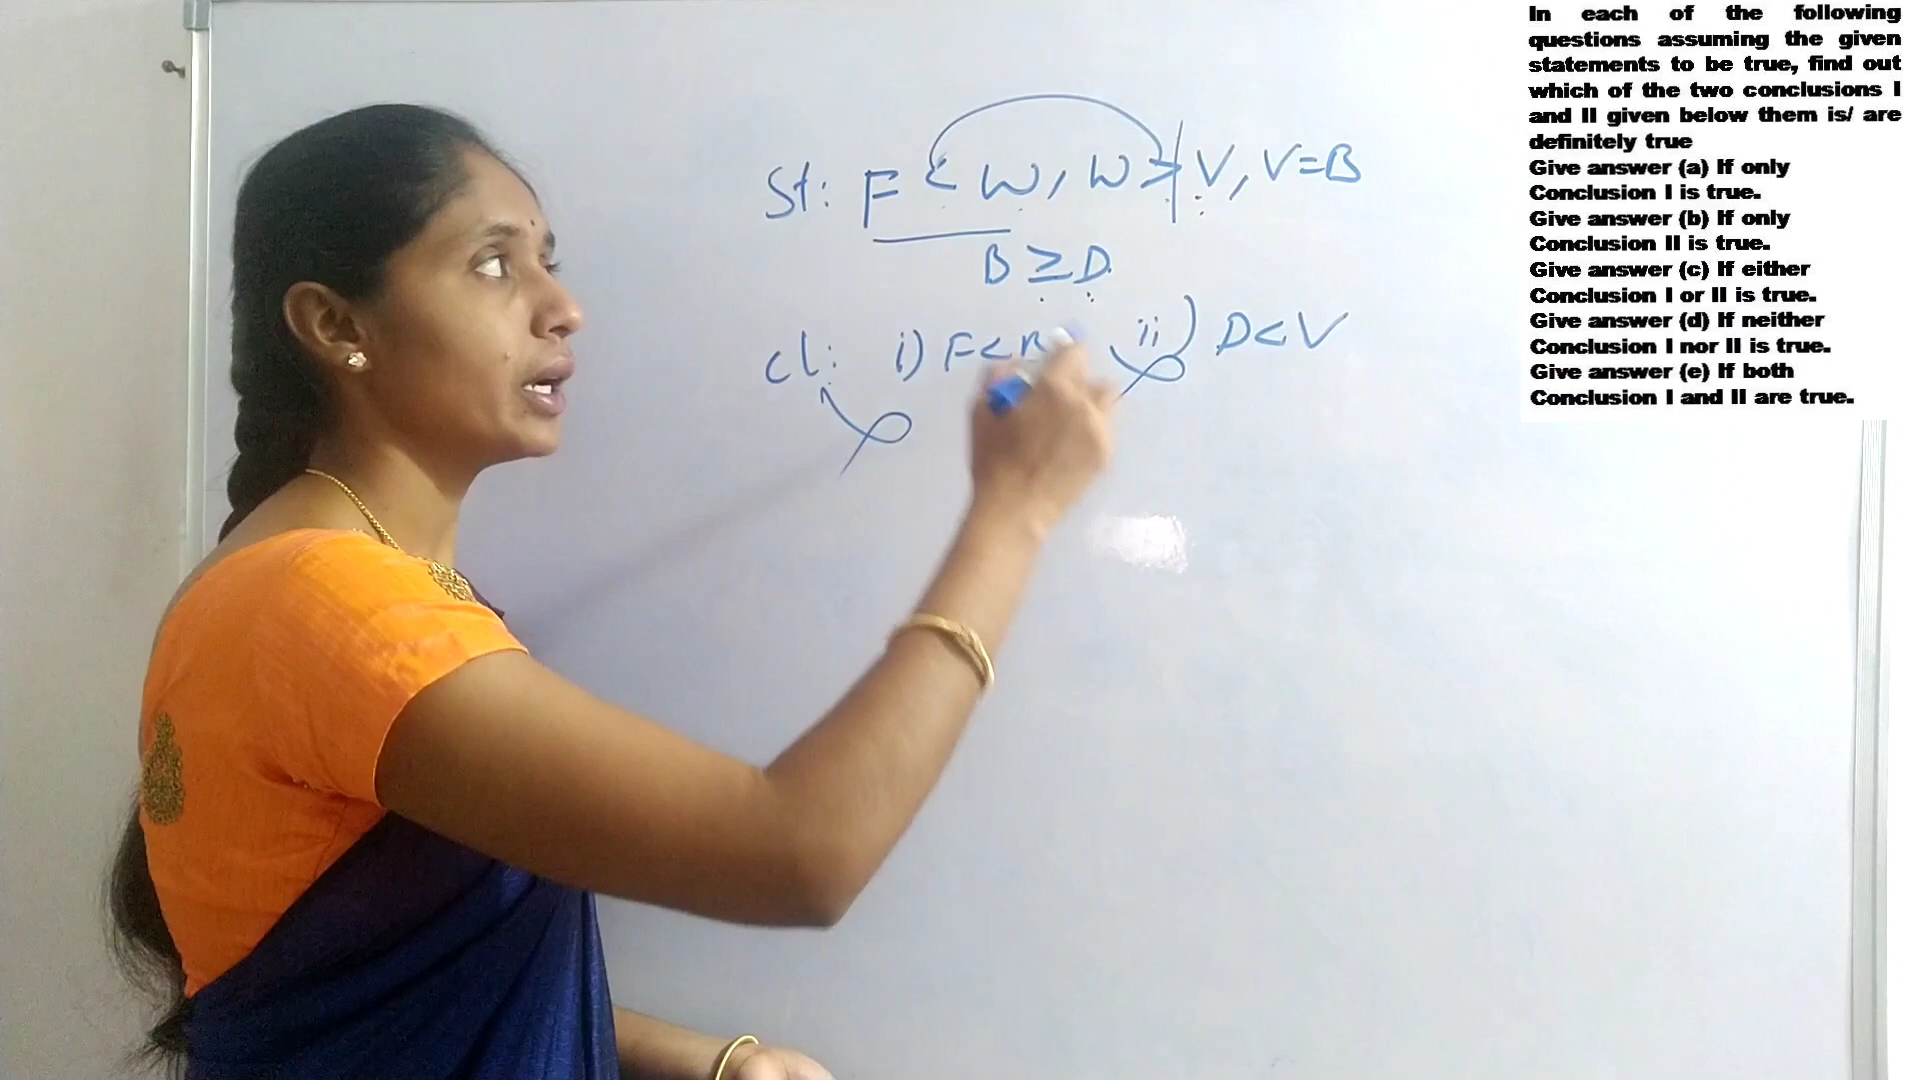 St: F < W, W > V, V=B
B ≥ D
Cl: i) F< ii) D<V
In each of the following
questions assuming the given
statements to be true, find out
which of the two conclusions I
and II given below them is/ are
definitely true
Give answer (a) If only
Conclusion I is true.
Give answer (b) If only
Conclusion II is true.
Give answer (c) If either
Conclusion I or II is true.
Give answer (d) If neither
Conclusion I nor II is true.
Give answer (e) If both
Conclusion I and II are true.